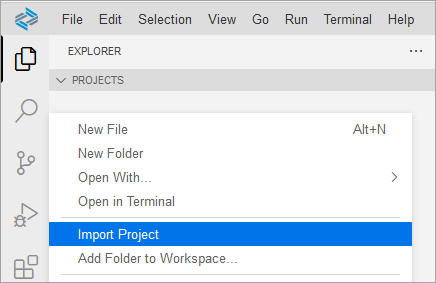 File Edit Selection View Go Run Terminal Help
EXPLORER ...
PROJECTS
New File Alt+N
New Folder
Open With...
Open in Terminal
Import Project
Add Folder to Workspace...